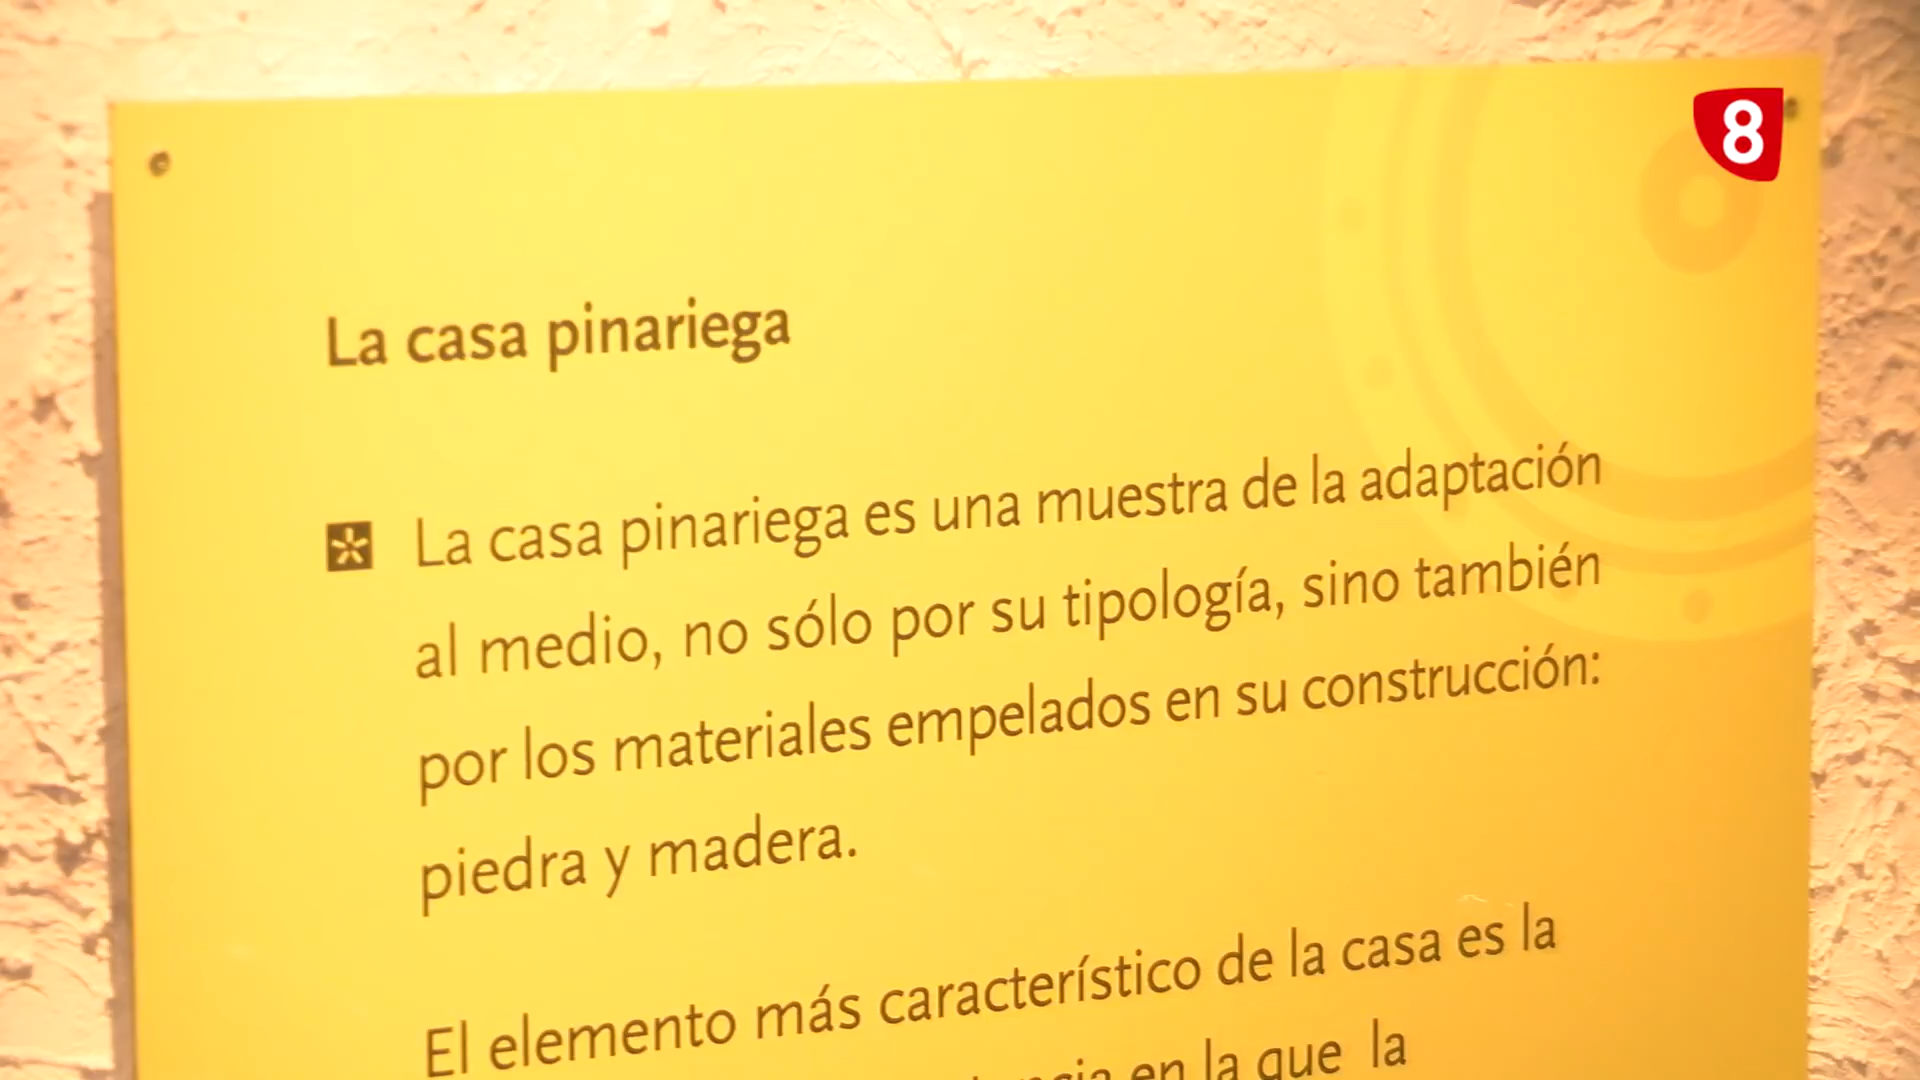 8
La casa pinariega
La casa pinariega es una muestra de la adaptación
al medio, no sólo por su tipología, sino también
por los materiales empelados en su construcción:
piedra y madera.
El elemento más característico de la casa es la
en la que la